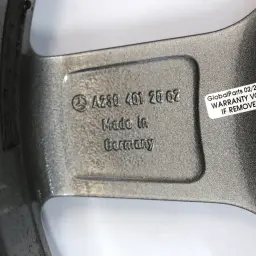 A230 401 20 02
Made in
Germany
GlobalParts 02/2
WARRANTY VO
IF REMOVE